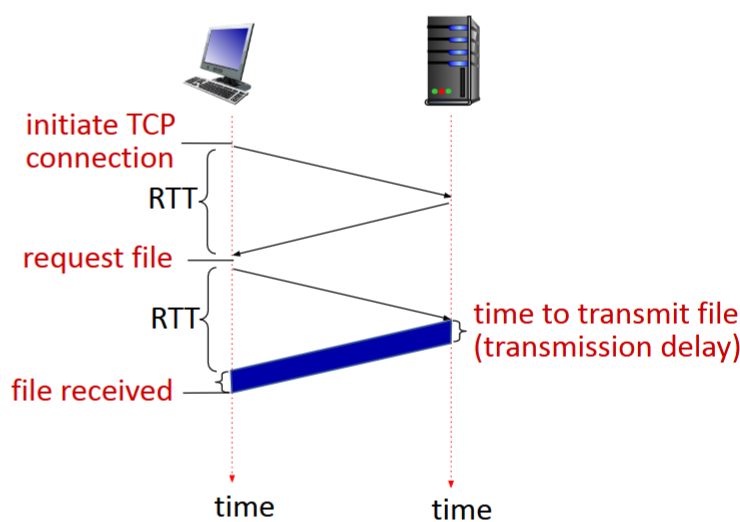 initiate TCP
connection
RTT
request file
RTT
time to transmit file
(transmission delay)
file received
time
time